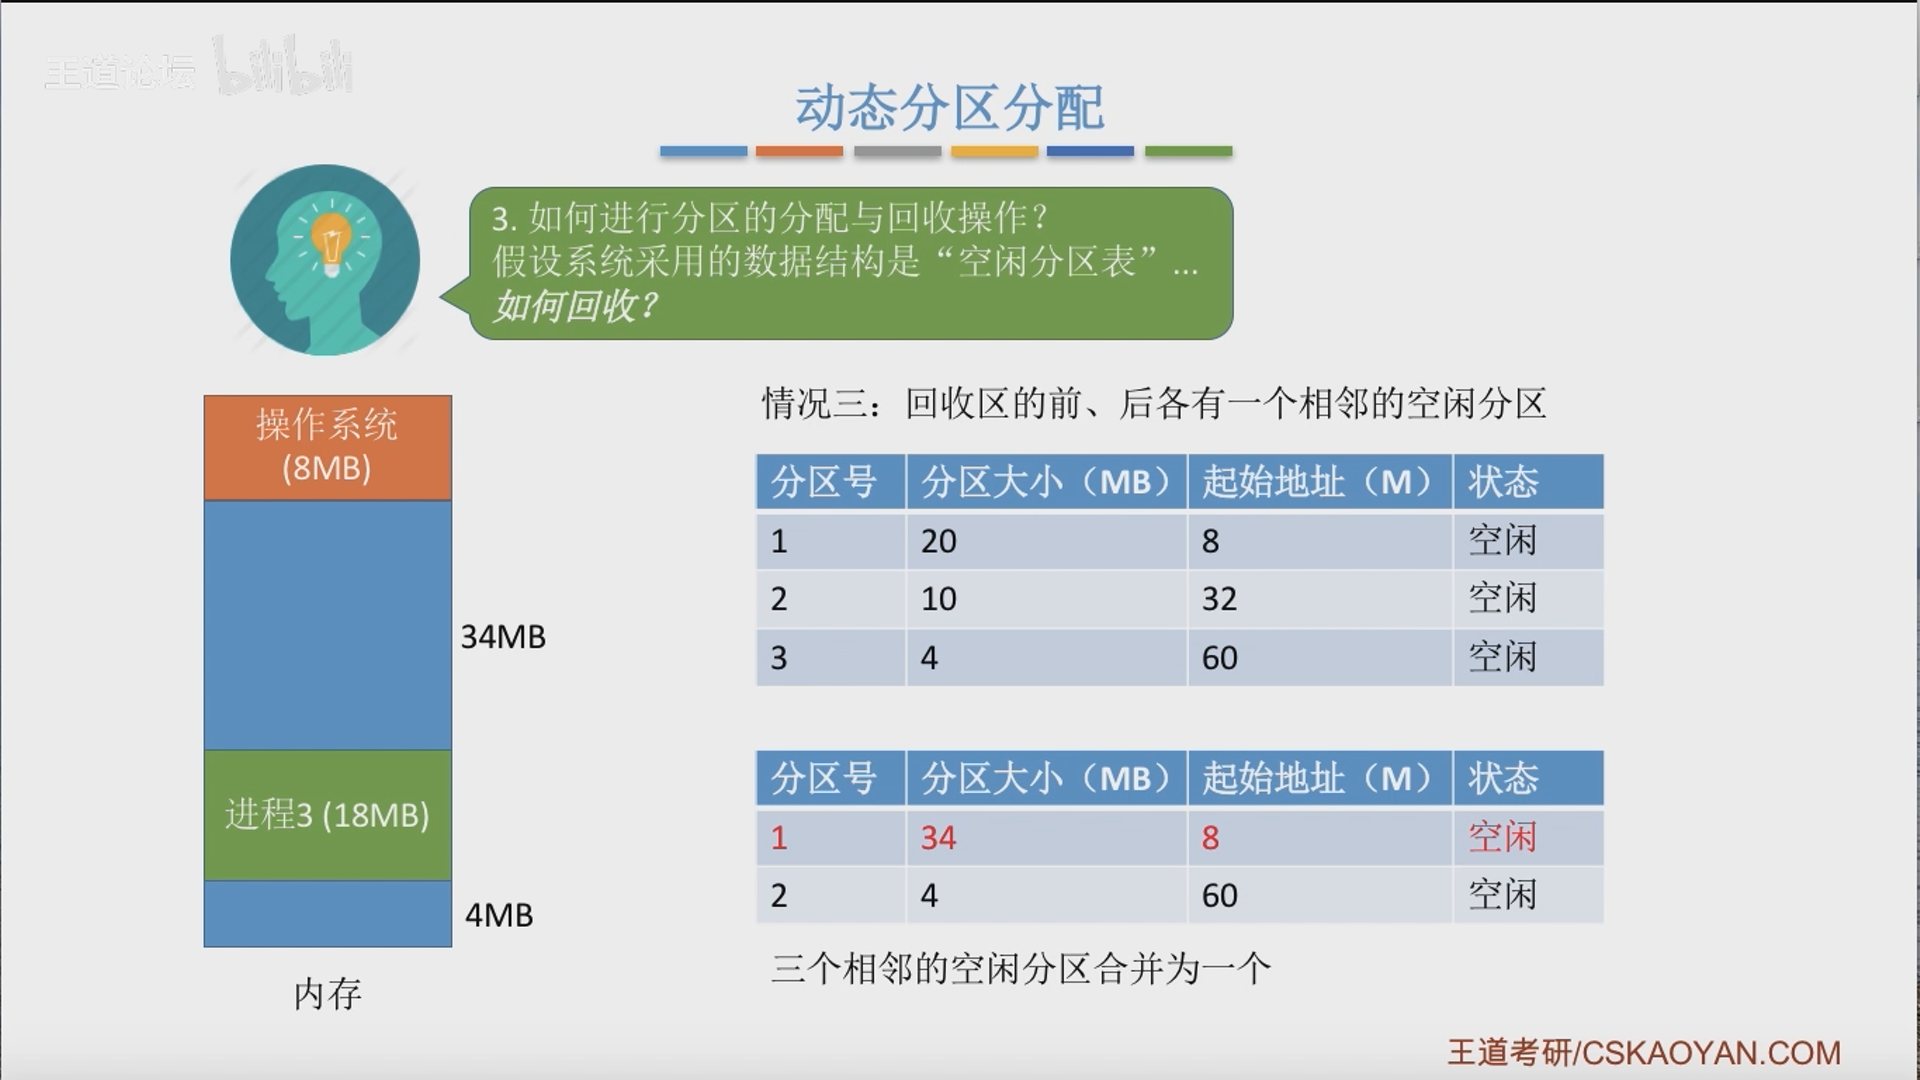 王道论坛 bilibili
动态分区分配
3. 如何进行分区的分配与回收操作？
假设系统采用的数据结构是“空闲分区表”...
如何回收？
操作系统
(8MB)
34MB
进程3 (18MB)
4MB
内存
情况三：回收区的前、后各有一个相邻的空闲分区
分区号 分区大小（MB） 起始地址（M） 状态
1 20 8 空闲
2 10 32 空闲
3 4 60 空闲
分区号 分区大小（MB） 起始地址（M） 状态
1 34 8 空闲
2 4 60 空闲
三个相邻的空闲分区合并为一个
王道考研/CSKAOYAN.COM